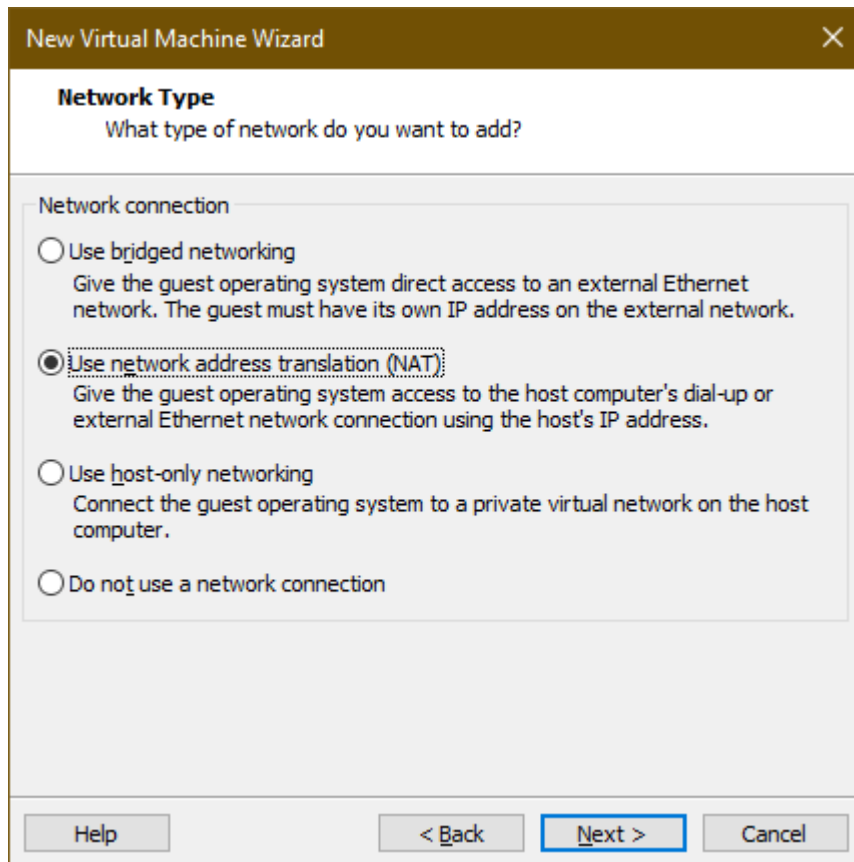 New Virtual Machine Wizard
Network Type
What type of network do you want to add?
Network connection
Use bridged networking
Give the guest operating system direct access to an external Ethernet
network. The guest must have its own IP address on the external network.
Use network address translation (NAT)
Give the guest operating system access to the host computer's dial-up or
external Ethernet network connection using the host's IP address.
Use host-only networking
Connect the guest operating system to a private virtual network on the host
computer.
Do not use a network connection
Help
< Back
Next >
Cancel